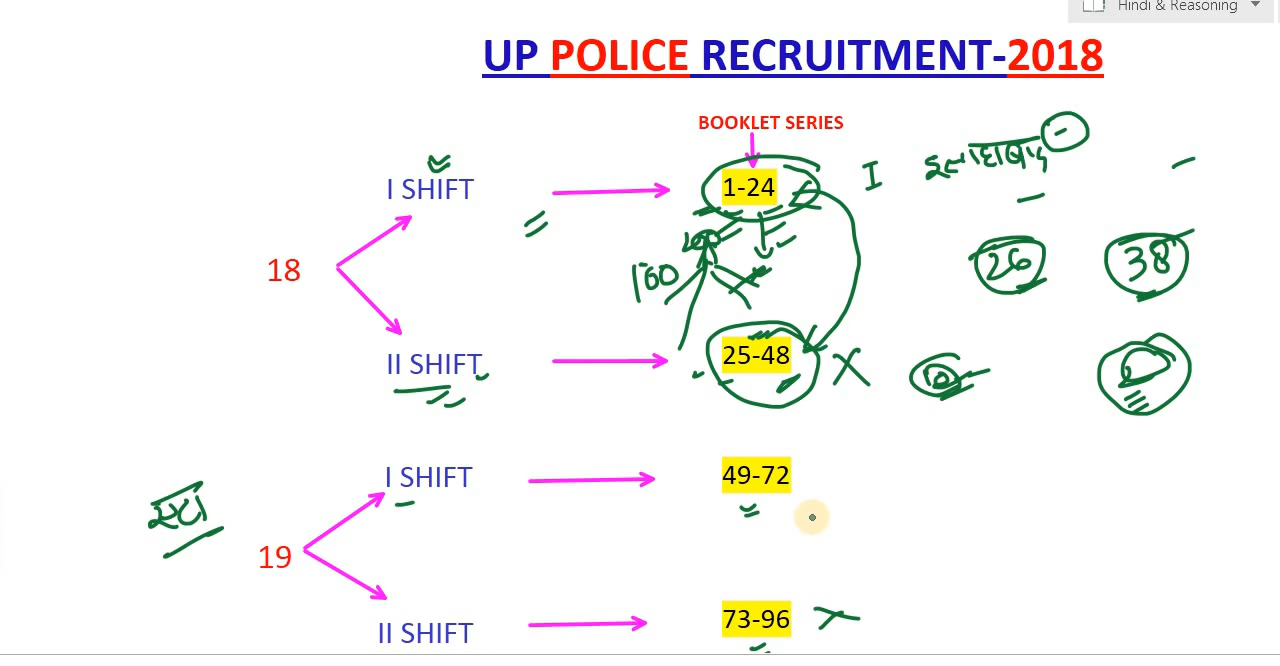 Hindi & Reasoning
UP POLICE RECRUITMENT-2018
BOOKLET SERIES
I SHIFT
1-24
I
18
100
26
38
II SHIFT
25-48
X
I SHIFT
49-72
19
II SHIFT
73-96